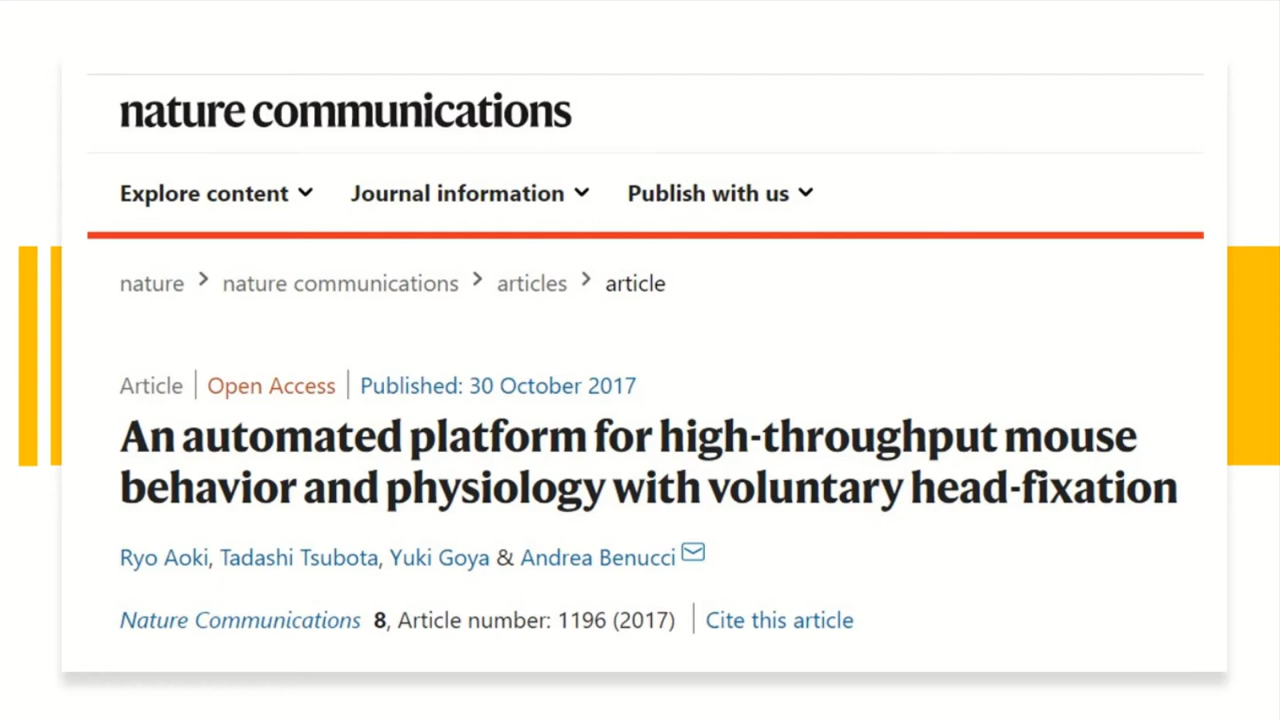 nature communications
Explore content Journal information Publish with us
nature > nature communications > articles > article
Article | Open Access | Published: 30 October 2017
An automated platform for high-throughput mouse
behavior and physiology with voluntary head-fixation
Ryo Aoki, Tadashi Tsubota, Yuki Goya & Andrea Benucci
Nature Communications 8, Article number: 1196 (2017) | Cite this article